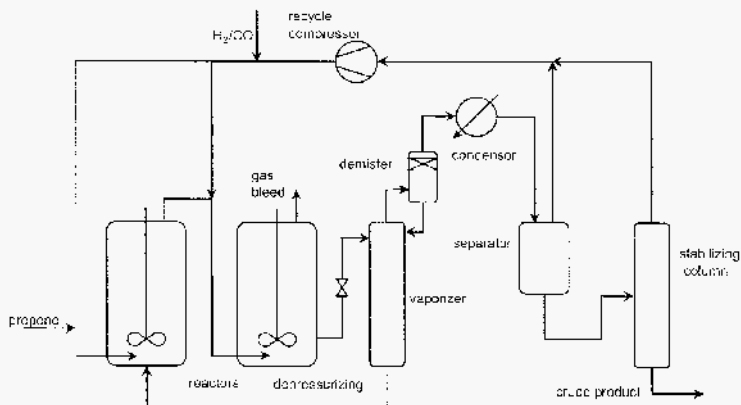 recycle
compressor
H₂/CO
condensor
demister
gas
bleed
separator
stabilizing
column
vaporizer
propene
reactors
depressurizing
crude product